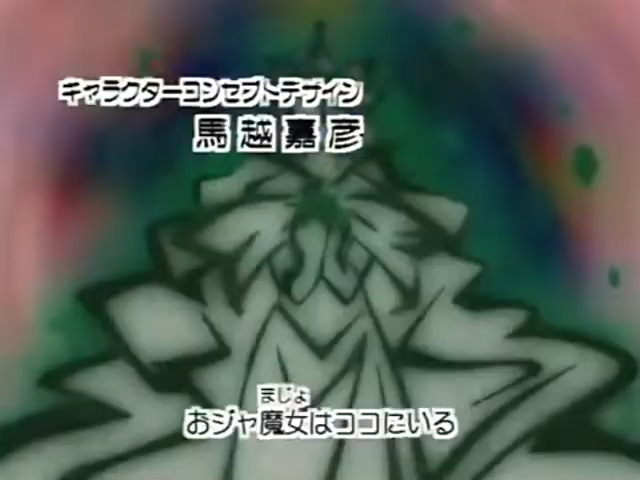 キャラクターコンセプトデザイン
馬越嘉彦
まじょ
おジャ魔女はココにいる